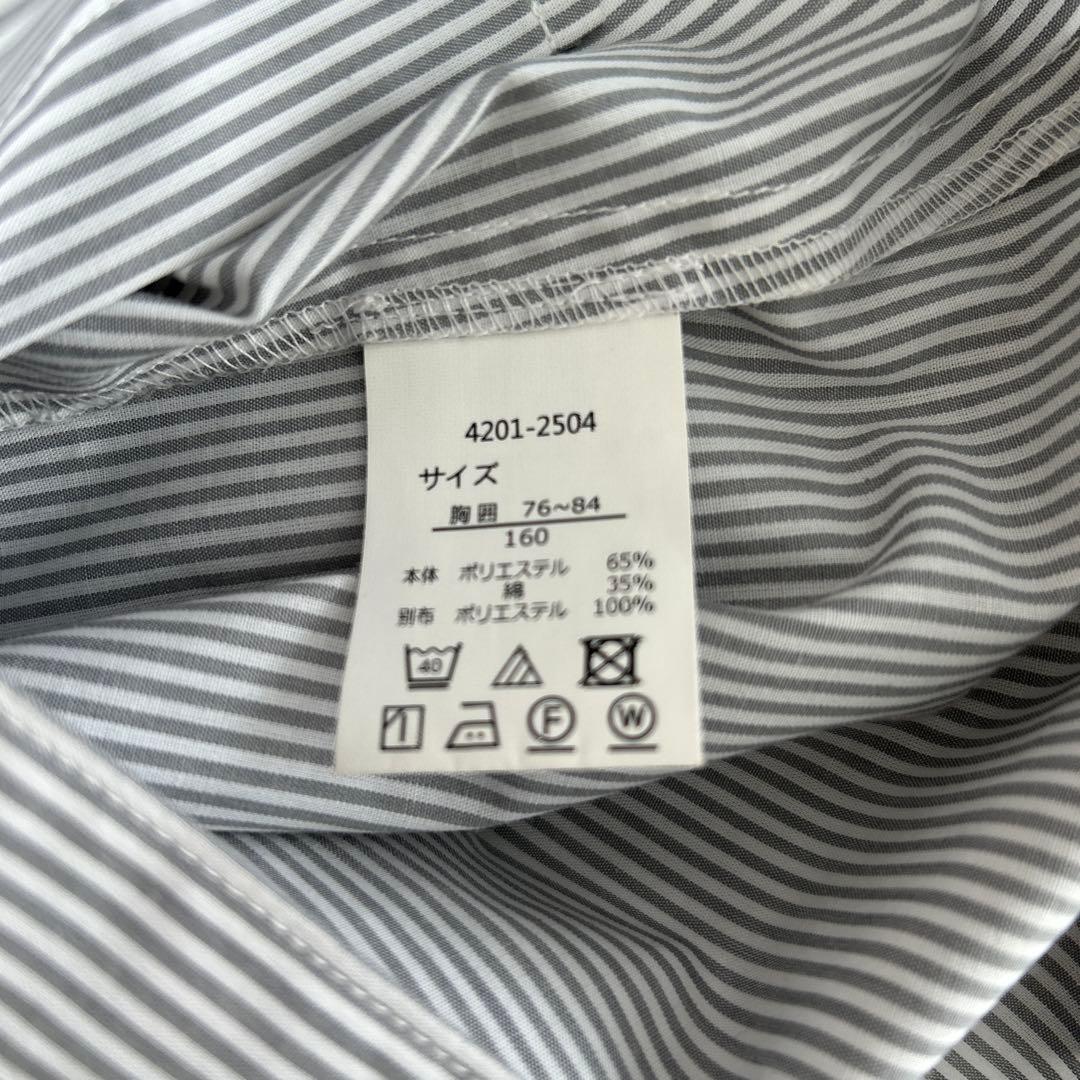 4201-2504
サイズ
胸囲 76~84
160
本体 ポリエステル 65%
綿 35%
別布 ポリエステル 100%
40
F W